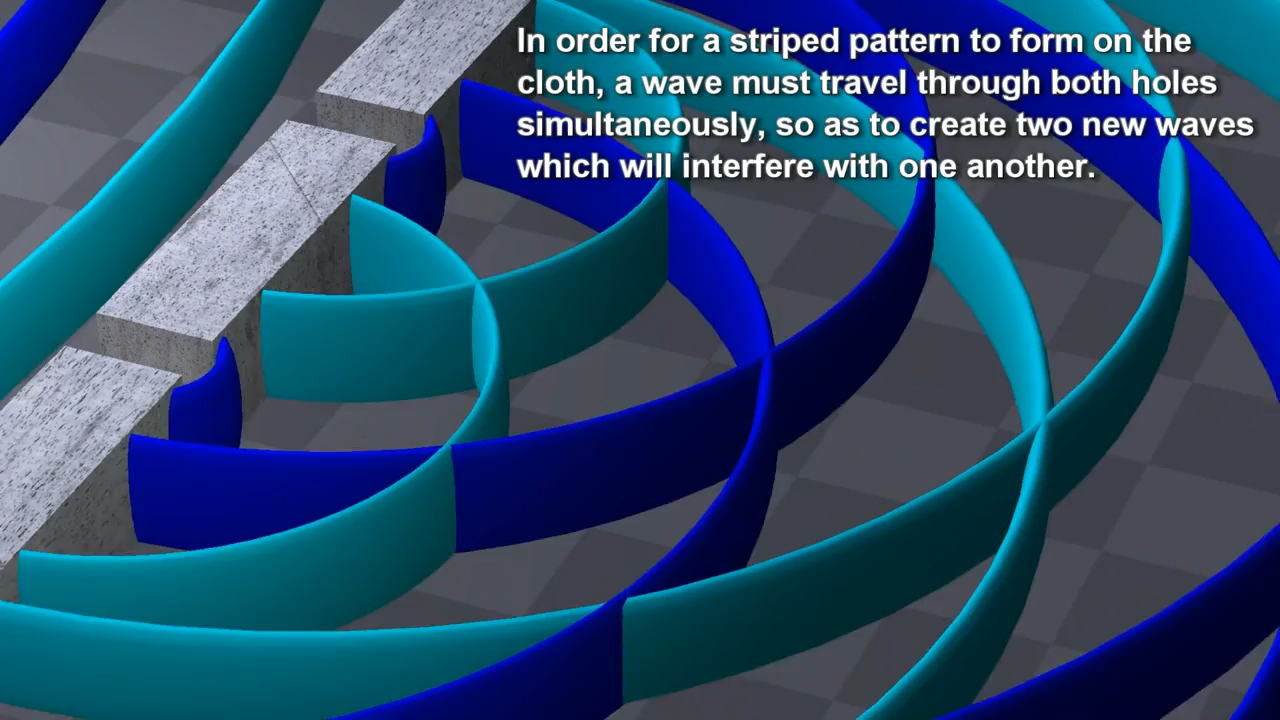 In order for a striped pattern to form on the
cloth, a wave must travel through both holes
simultaneously, so as to create two new waves
which will interfere with one another.